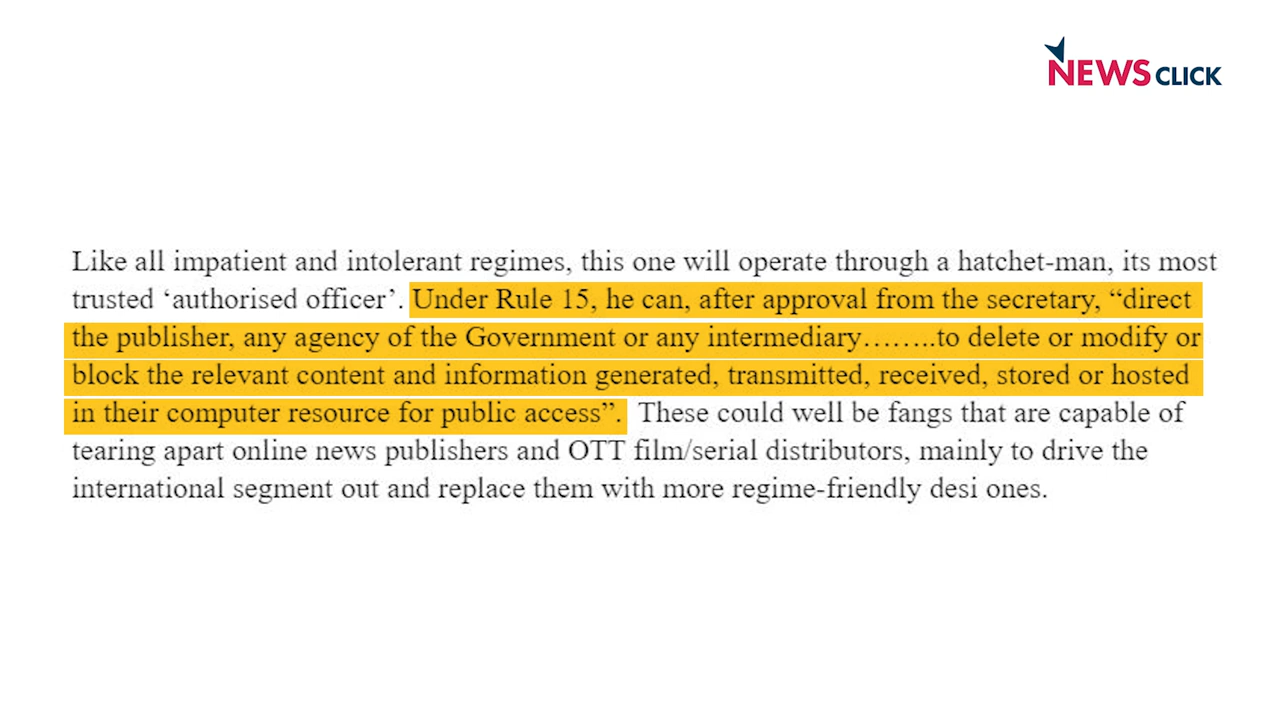 NEWSCLICK
Like all impatient and intolerant regimes, this one will operate through a hatchet-man, its most
trusted ‘authorised officer’. Under Rule 15, he can, after approval from the secretary, “direct
the publisher, any agency of the Government or any intermediary……..to delete or modify or
block the relevant content and information generated, transmitted, received, stored or hosted
in their computer resource for public access”. These could well be fangs that are capable of
tearing apart online news publishers and OTT film/serial distributors, mainly to drive the
international segment out and replace them with more regime-friendly desi ones.